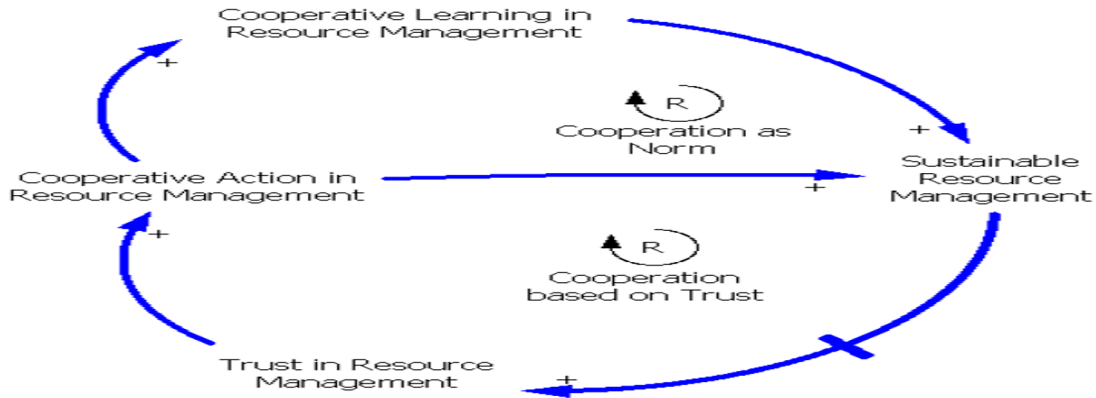 Cooperative Learning in
Resource Management
+
R
Cooperation as
Norm
+
Sustainable
Resource
Management
Cooperative Action in
Resource Management
+
+
R
Cooperation
based on Trust
Trust in Resource
Management
+